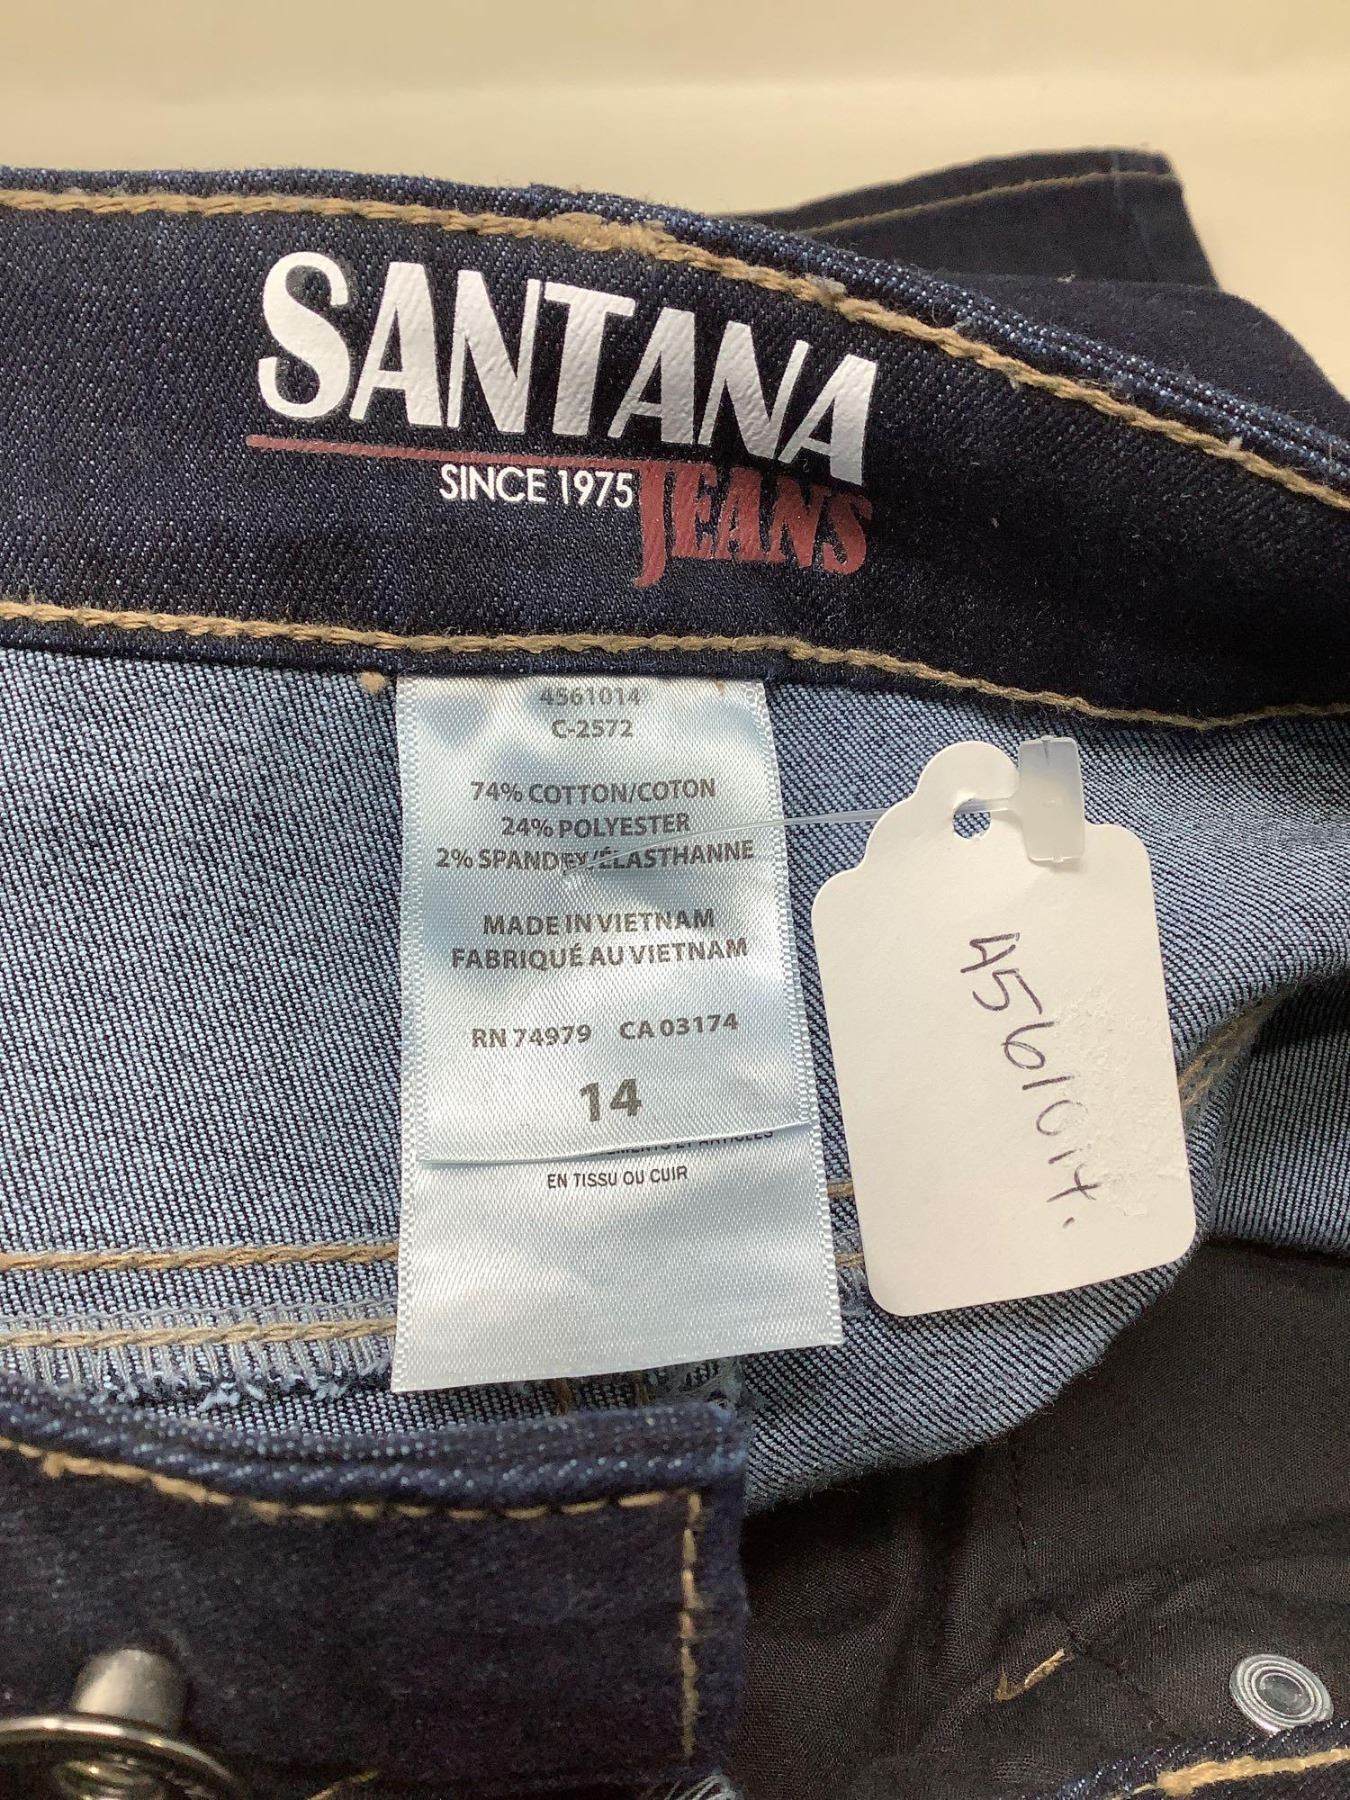 SANTANA
SINCE 1975 JEANS
4561014
C-2572
74% COTTON/COTON
24% POLYESTER
2% SPANDEX/ÉLASTHANNE
MADE IN VIETNAM
FABRIQUÉ AU VIETNAM
RN 74979 CA 03174
14
EN TISSU OU CUIR
4561014.